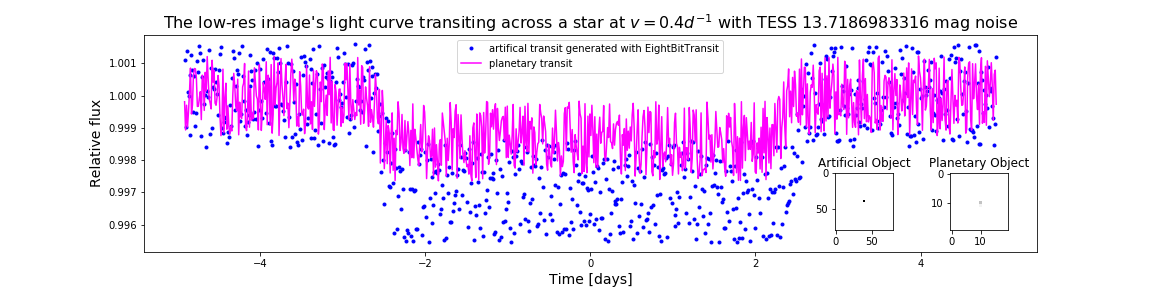 The low-res image's light curve transiting across a star at v = 0.4d⁻¹ with TESS 13.7186983316 mag noise
artifical transit generated with EightBitTransit
planetary transit
Relative flux
1.001
1.000
0.999
0.998
0.997
0.996
Artificial Object
0
50
0
50
Planetary Object
0
10
0
10
−4
−2
0
2
4
Time [days]